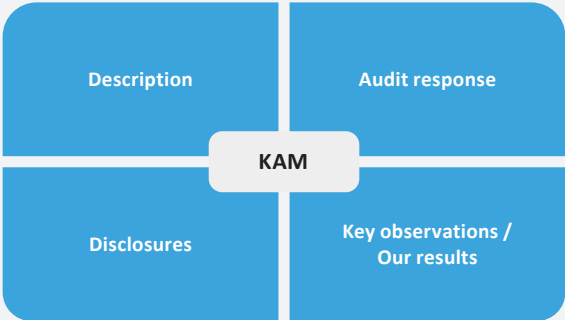 Description
Audit response
KAM
Disclosures
Key observations /
Our results